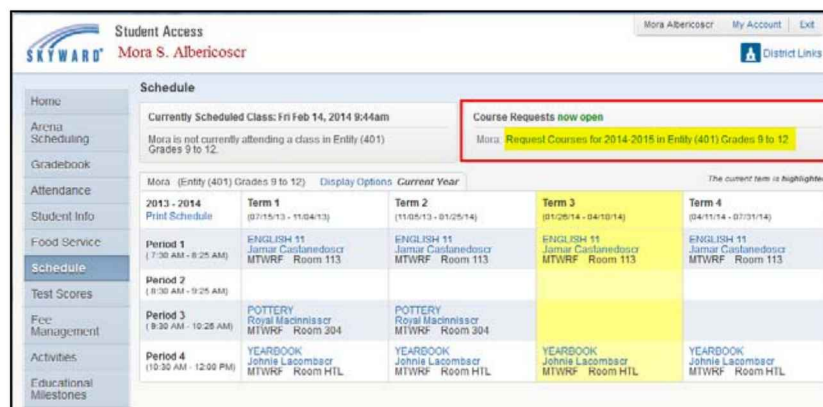 SKYWARD
Student Access
Mora S. Albericoscr
Mora Albericoscr My Account Exit
District Links
Home
Arena
Scheduling
Gradebook
Attendance
Student Info
Food Service
Schedule
Test Scores
Fee
Management
Activities
Educational
Milestones
Schedule
Currently Scheduled Class: Fri Feb 14, 2014 9:44am
Mora is not currently attending a class in Entity (401)
Grades 9 to 12.
Course Requests now open
Mora: Request Courses for 2014-2015 in Entity (401) Grades 9 to 12
Mora (Entity (401) Grades 9 to 12) Display Options Current Year
The current term is highlighted
2013 - 2014 Term 1 Term 2 Term 3 Term 4
Print Schedule (07/15/13 - 11/04/13) (11/05/13 - 01/25/14) (01/26/14 - 04/10/14) (04/11/14 - 07/31/14)
Period 1 ENGLISH 11 ENGLISH 11 ENGLISH 11 ENGLISH 11
( 7:30 AM - 8:25 AM) Jamar Castanedoscr Jamar Castanedoscr Jamar Castanedoscr Jamar Castanedoscr
MTWRF Room 113 MTWRF Room 113 MTWRF Room 113 MTWRF Room 113
Period 2
( 8:30 AM - 9:25 AM)
Period 3 POTTERY POTTERY
( 9:30 AM - 10:25 AM) Royal Macinnisscr Royal Macinnisscr
MTWRF Room 304 MTWRF Room 304
Period 4 YEARBOOK YEARBOOK YEARBOOK YEARBOOK
(10:30 AM - 12:00 PM) Johnie Lacombscr Johnie Lacombscr Johnie Lacombscr Johnie Lacombscr
MTWRF Room HTL MTWRF Room HTL MTWRF Room HTL MTWRF Room HTL